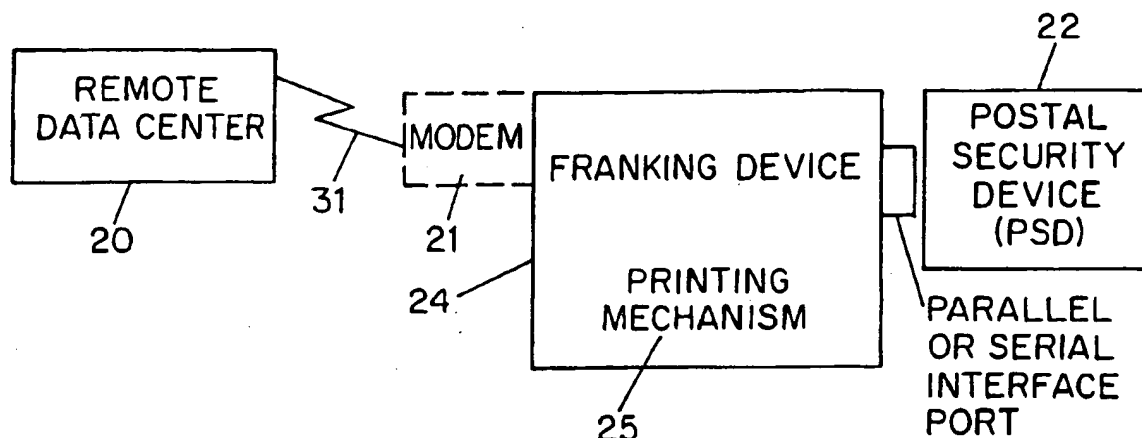 REMOTE
DATA CENTER
20
31
MODEM
21
FRANKING DEVICE
24
PRINTING
MECHANISM
25
22
POSTAL
SECURITY
DEVICE
(PSD)
PARALLEL
OR SERIAL
INTERFACE
PORT